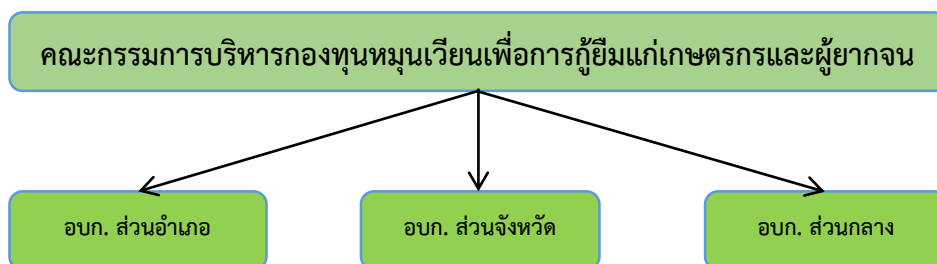 คณะกรรมการบริหารกองทุนหมุนเวียนเพื่อการกู้ยืมแก่เกษตรกรและผู้ยากจน
อบก. ส่วนอำเภอ
อบก. ส่วนจังหวัด
อบก. ส่วนกลาง